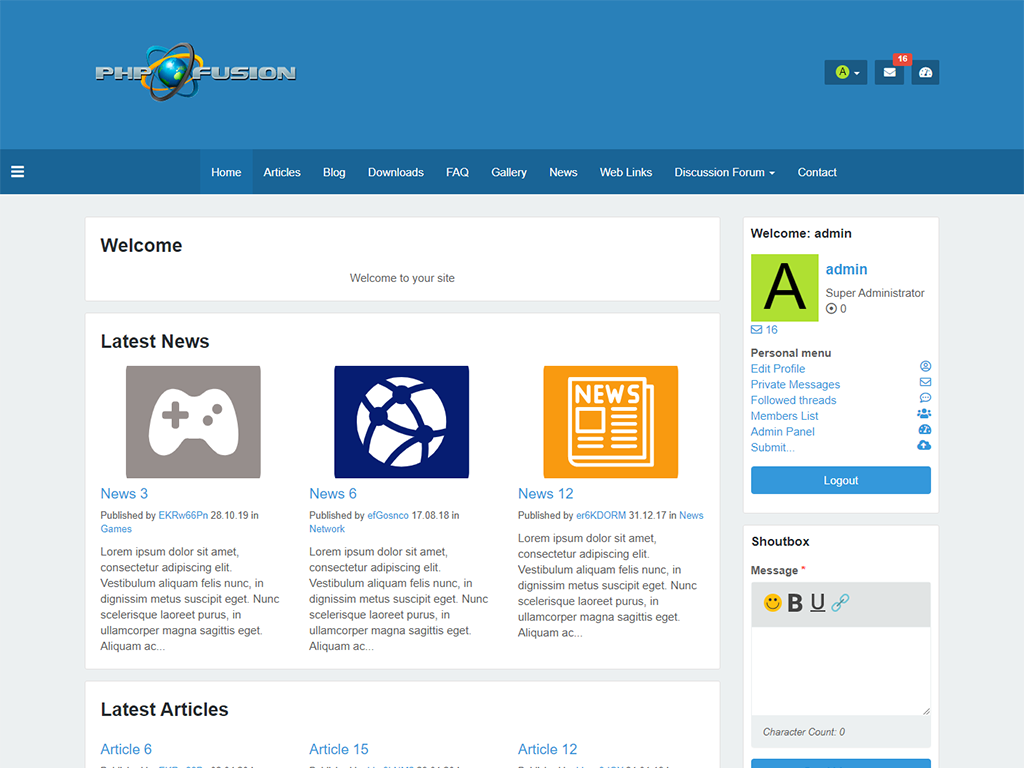 PHP FUSION
A
16
Home Articles Blog Downloads FAQ Gallery News Web Links Discussion Forum Contact
Welcome
Welcome to your site
Latest News
NEWS
News 3
Published by EKRw66Pn 28.10.19 in
Games
Lorem ipsum dolor sit amet,
consectetur adipiscing elit.
Vestibulum aliquam felis nunc, in
dignissim metus suscipit eget. Nunc
scelerisque laoreet purus, in
ullamcorper magna sagittis eget.
Aliquam ac...
News 6
Published by efGosnco 17.08.18 in
Network
Lorem ipsum dolor sit amet,
consectetur adipiscing elit.
Vestibulum aliquam felis nunc, in
dignissim metus suscipit eget. Nunc
scelerisque laoreet purus, in
ullamcorper magna sagittis eget.
Aliquam ac...
News 12
Published by er6KDORM 31.12.17 in News
Lorem ipsum dolor sit amet,
consectetur adipiscing elit.
Vestibulum aliquam felis nunc, in
dignissim metus suscipit eget. Nunc
scelerisque laoreet purus, in
ullamcorper magna sagittis eget.
Aliquam ac...
Latest Articles
Article 6
Article 15
Article 12
Welcome: admin
A
admin
Super Administrator
0
16
Personal menu
Edit Profile
Private Messages
Followed threads
Members List
Admin Panel
Submit...
Logout
Shoutbox
Message *
B U
Character Count: 0